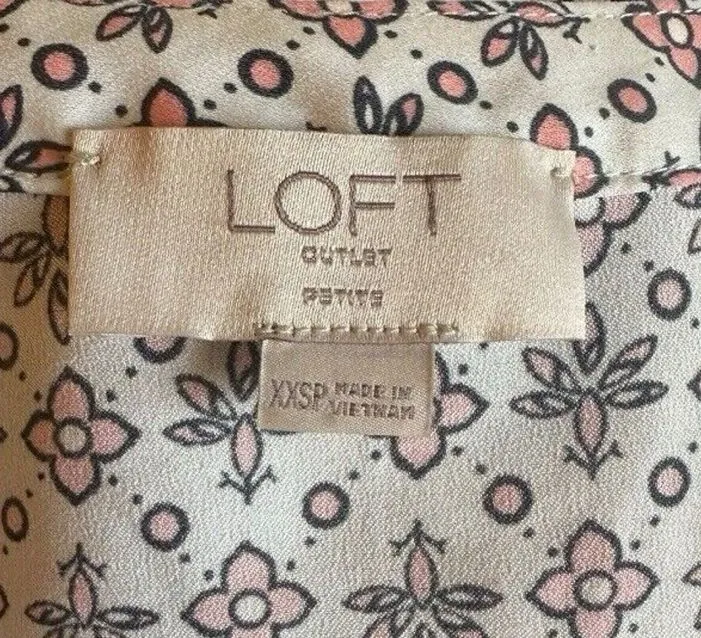 LOFT
OUTLET
PETITE
XXSP MADE IN
VIETNAM